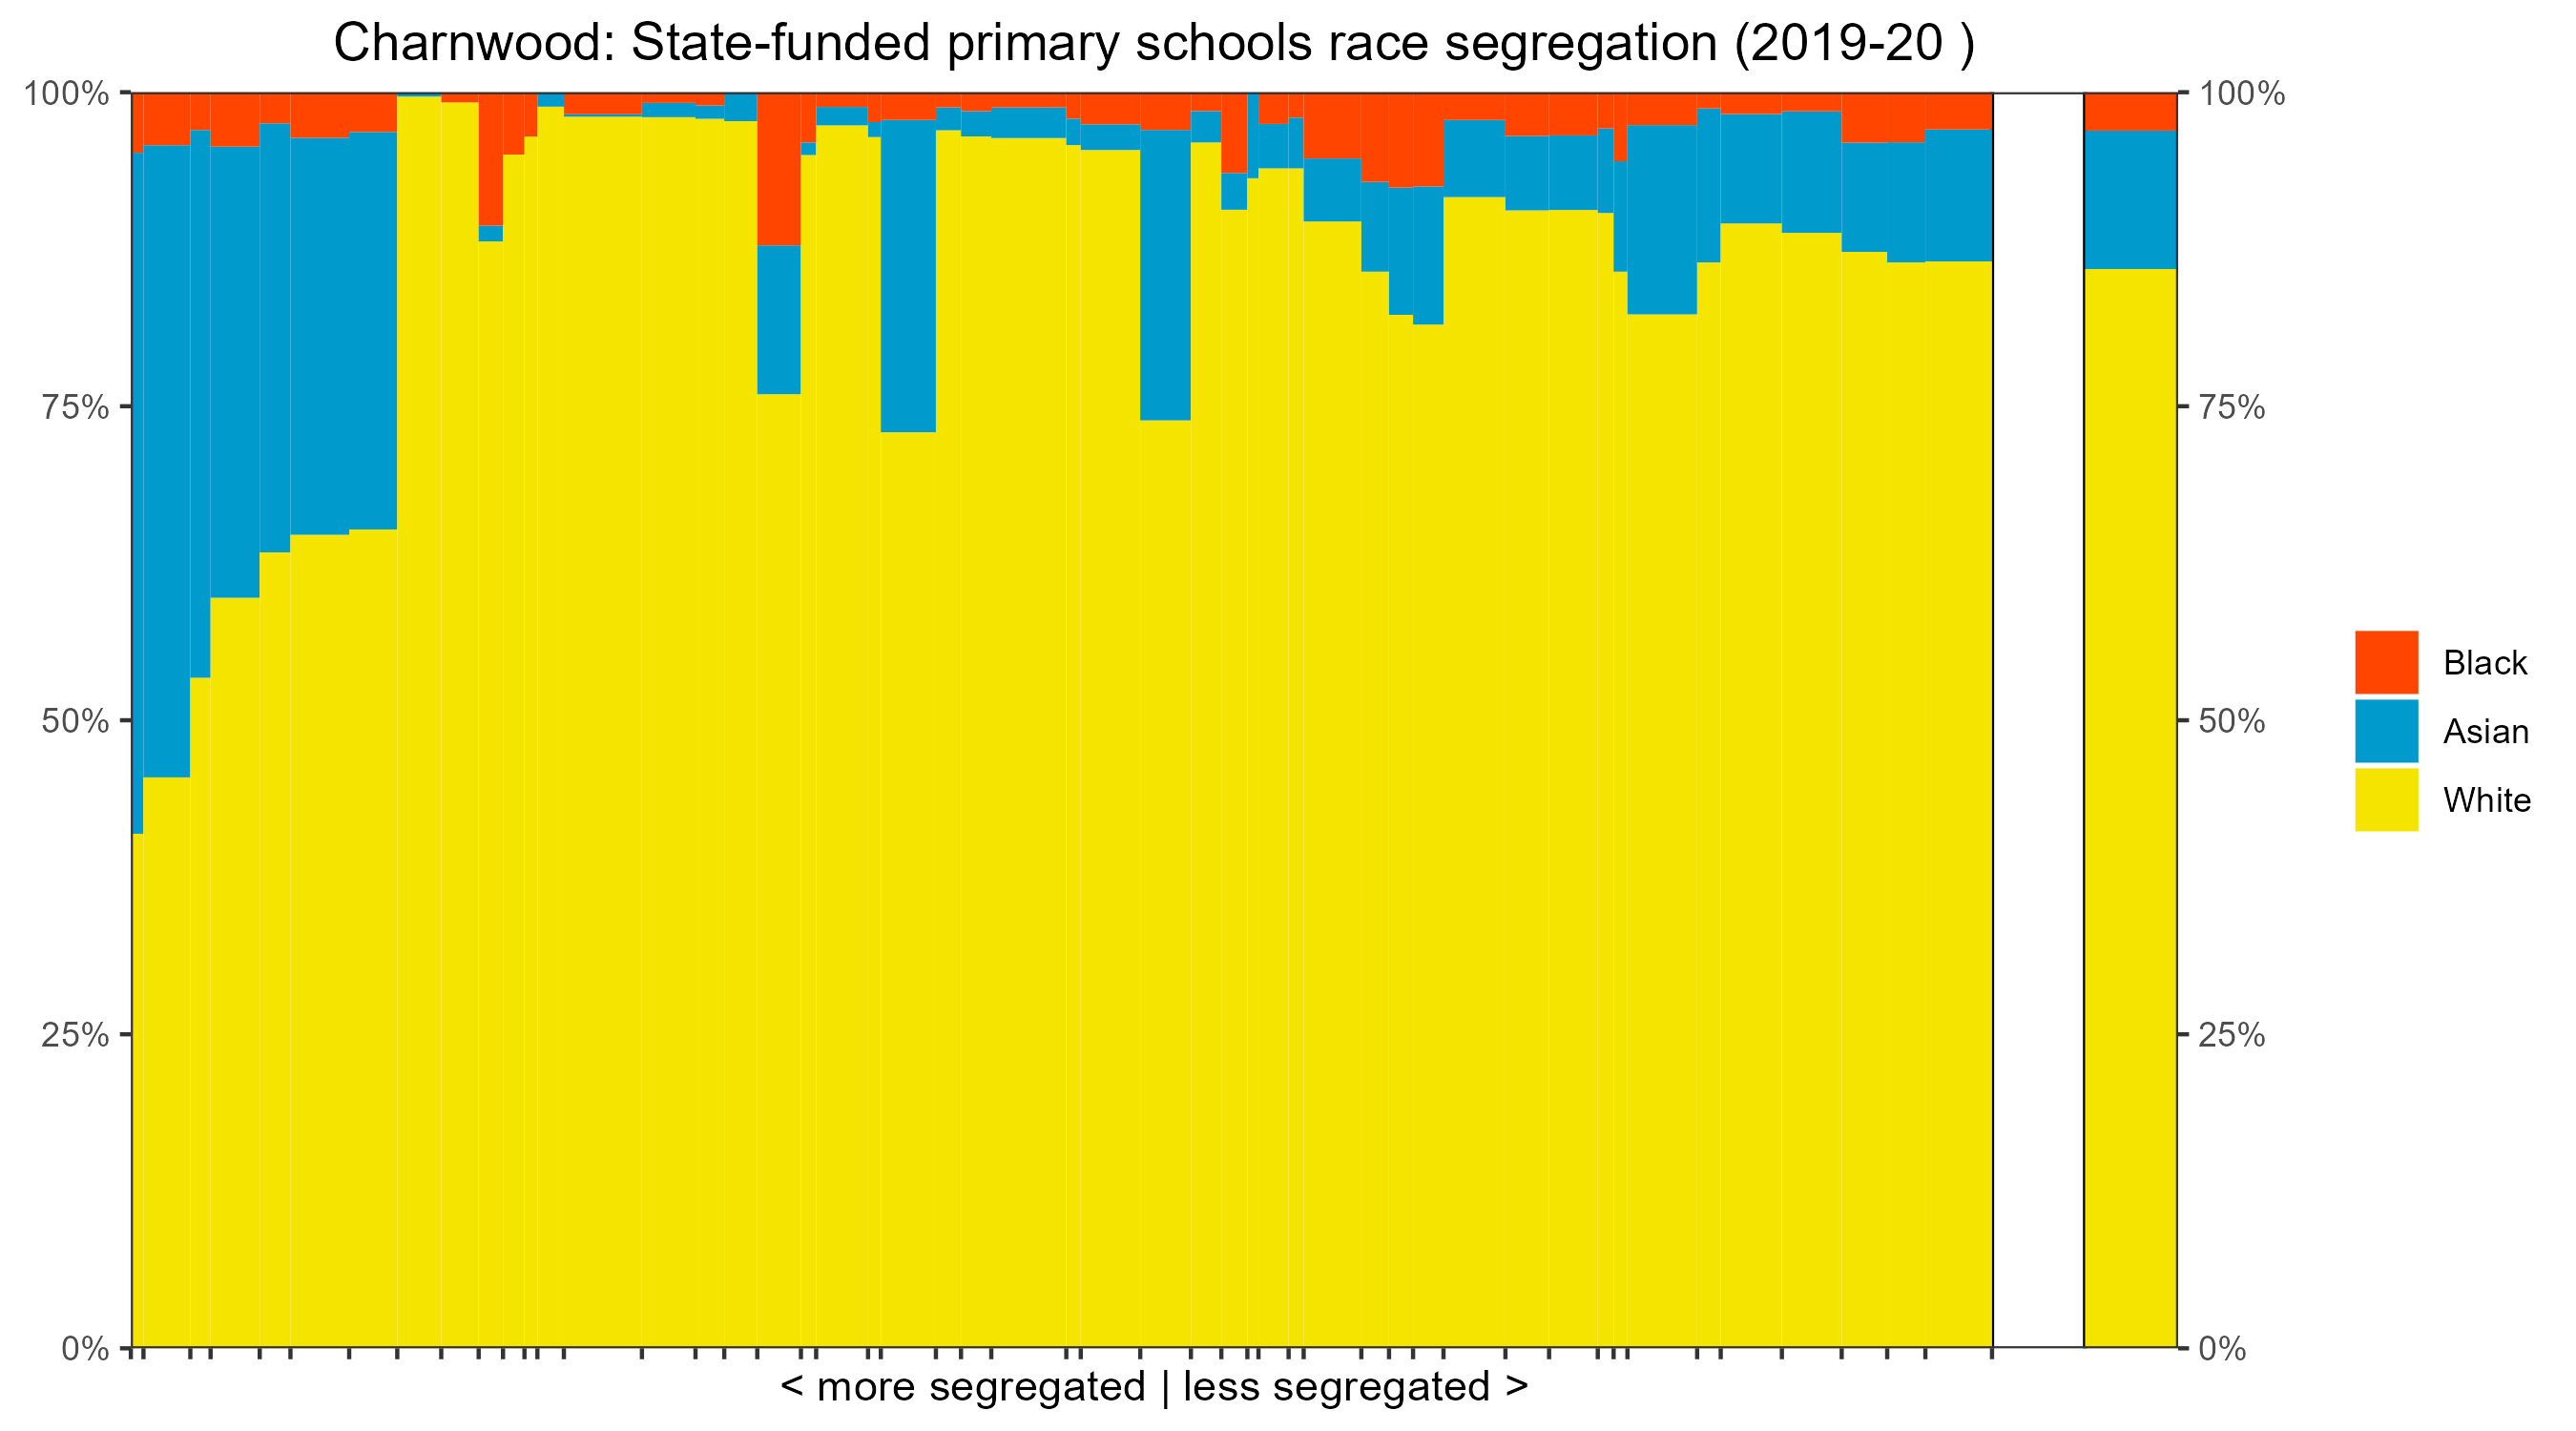 Charnwood: State-funded primary schools race segregation (2019-20 )
100%
75%
50%
25%
0%
100%
75%
50%
25%
0%
Black
Asian
White
< more segregated | less segregated >